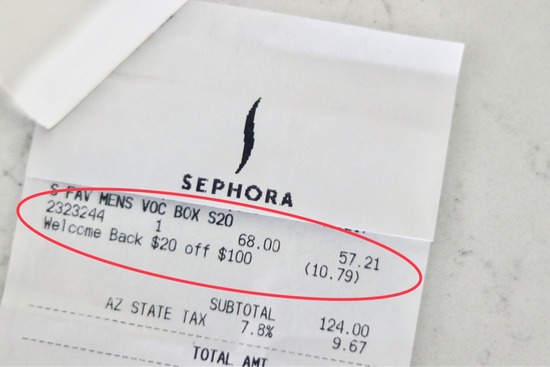 SEPHORA
S FAV MENS VOC BOX S20
2323244 1 68.00 57.21
Welcome Back $20 off $100 (10.79)
SUBTOTAL 124.00
AZ STATE TAX 7.8% 9.67
TOTAL AMT